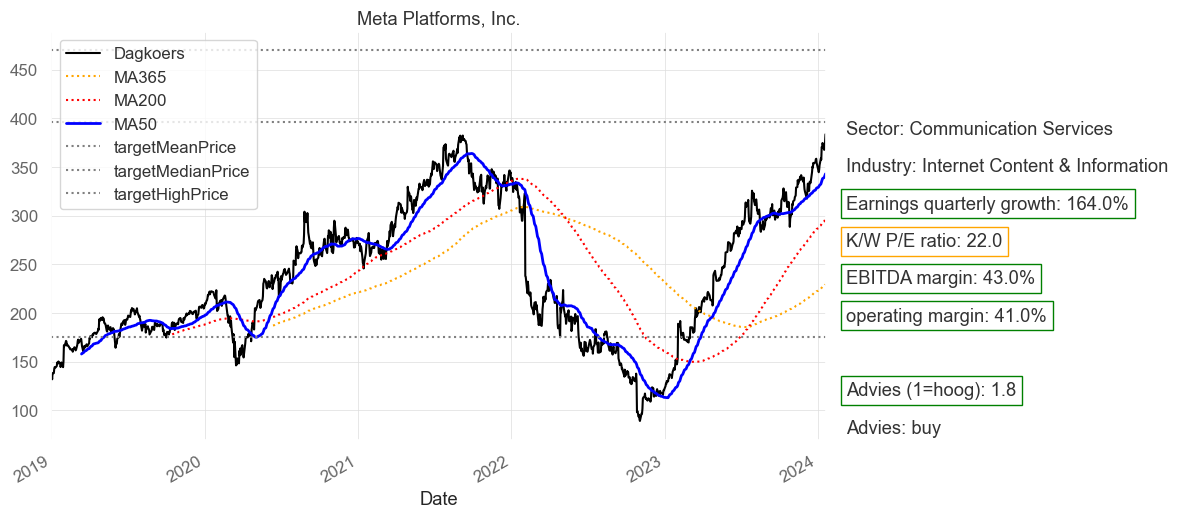 Meta Platforms, Inc.
Dagkoers
MA365
MA200
MA50
targetMeanPrice
targetMedianPrice
targetHighPrice
450
400
350
300
250
200
150
100
2019
2020
2021
2022
2023
2024
Date
Sector: Communication Services
Industry: Internet Content & Information
Earnings quarterly growth: 164.0%
K/W P/E ratio: 22.0
EBITDA margin: 43.0%
operating margin: 41.0%
Advies (1=hoog): 1.8
Advies: buy